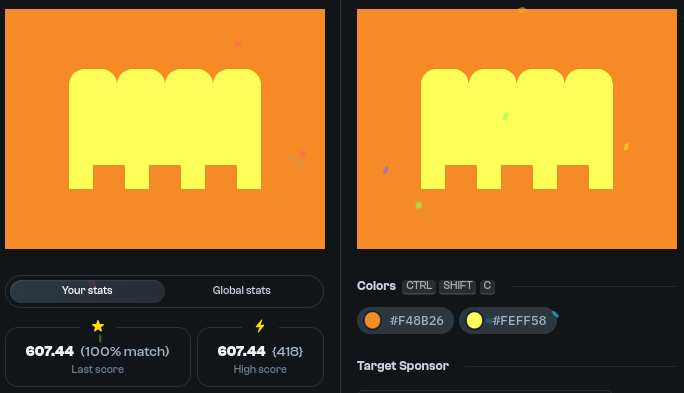 Your stats
Global stats
607.44 (100% match)
Last score
607.44 {418}
High score
Colors CTRL SHIFT C
#F48B26 #FEFF58
Target Sponsor